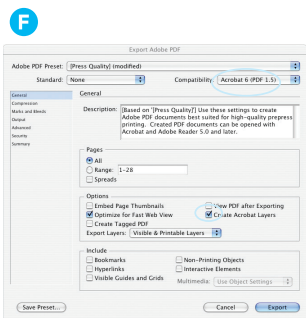 F
Export Adobe PDF
Adobe PDF Preset: [Press Quality] (modified)
Standard: None Compatibility: Acrobat 6 (PDF 1.5)
General
Compression
Marks and Bleeds
Output
Advanced
Security
Summary
General
Description: [Based on '[Press Quality]'] Use these settings to create
Adobe PDF documents best suited for high-quality prepress
printing. Created PDF documents can be opened with
Acrobat and Adobe Reader 5.0 and later.
Pages
All
Range: 1-28
Spreads
Options
Embed Page Thumbnails View PDF after Exporting
Optimize for Fast Web View Create Acrobat Layers
Create Tagged PDF
Export Layers: Visible & Printable Layers
Include
Bookmarks Non-Printing Objects
Hyperlinks Interactive Elements
Visible Guides and Grids Multimedia: Use Object Settings
Save Preset... Cancel Export